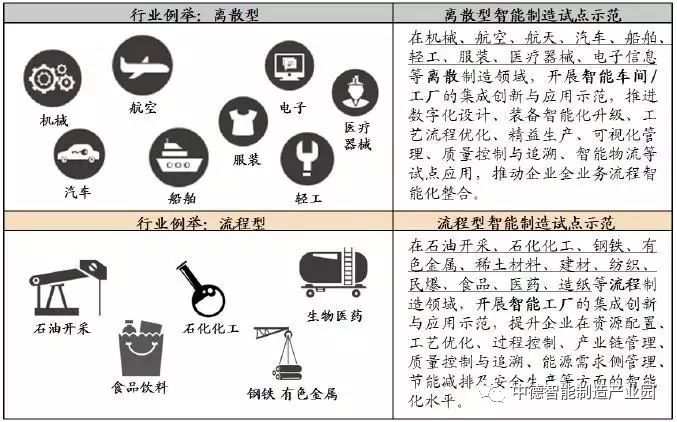 行业例举：离散型
离散型智能制造试点示范
机械
航空
电子
医疗
器械
汽车
船舶
服装
轻工
在机械、航空、航天、汽车、船舶、
轻工、服装、医疗器械、电子信息
等离散制造领域，开展智能车间/
工厂的集成创新与应用示范，推进
数字化设计、装备智能化升级、工
艺流程优化、精益生产、可视化管
理、质量控制与追溯、智能物流等
试点应用，推动企业全业务流程智
能化整合。
行业例举：流程型
流程型智能制造试点示范
石油开采
石化化工
生物医药
食品饮料
钢铁 有色金属
在石油开采、石化化工、钢铁、有
色金属、稀土材料、建材、纺织、
民爆、食品、医药、造纸等流程制
造领域，开展智能工厂的集成创新
与应用示范，提升企业在资源配置、
工艺优化、过程控制、产业链管理、
质量控制与追溯、能源需求侧管理、
节能减排及安全生产等方面的智能
化水平。
中德智能制造产业园